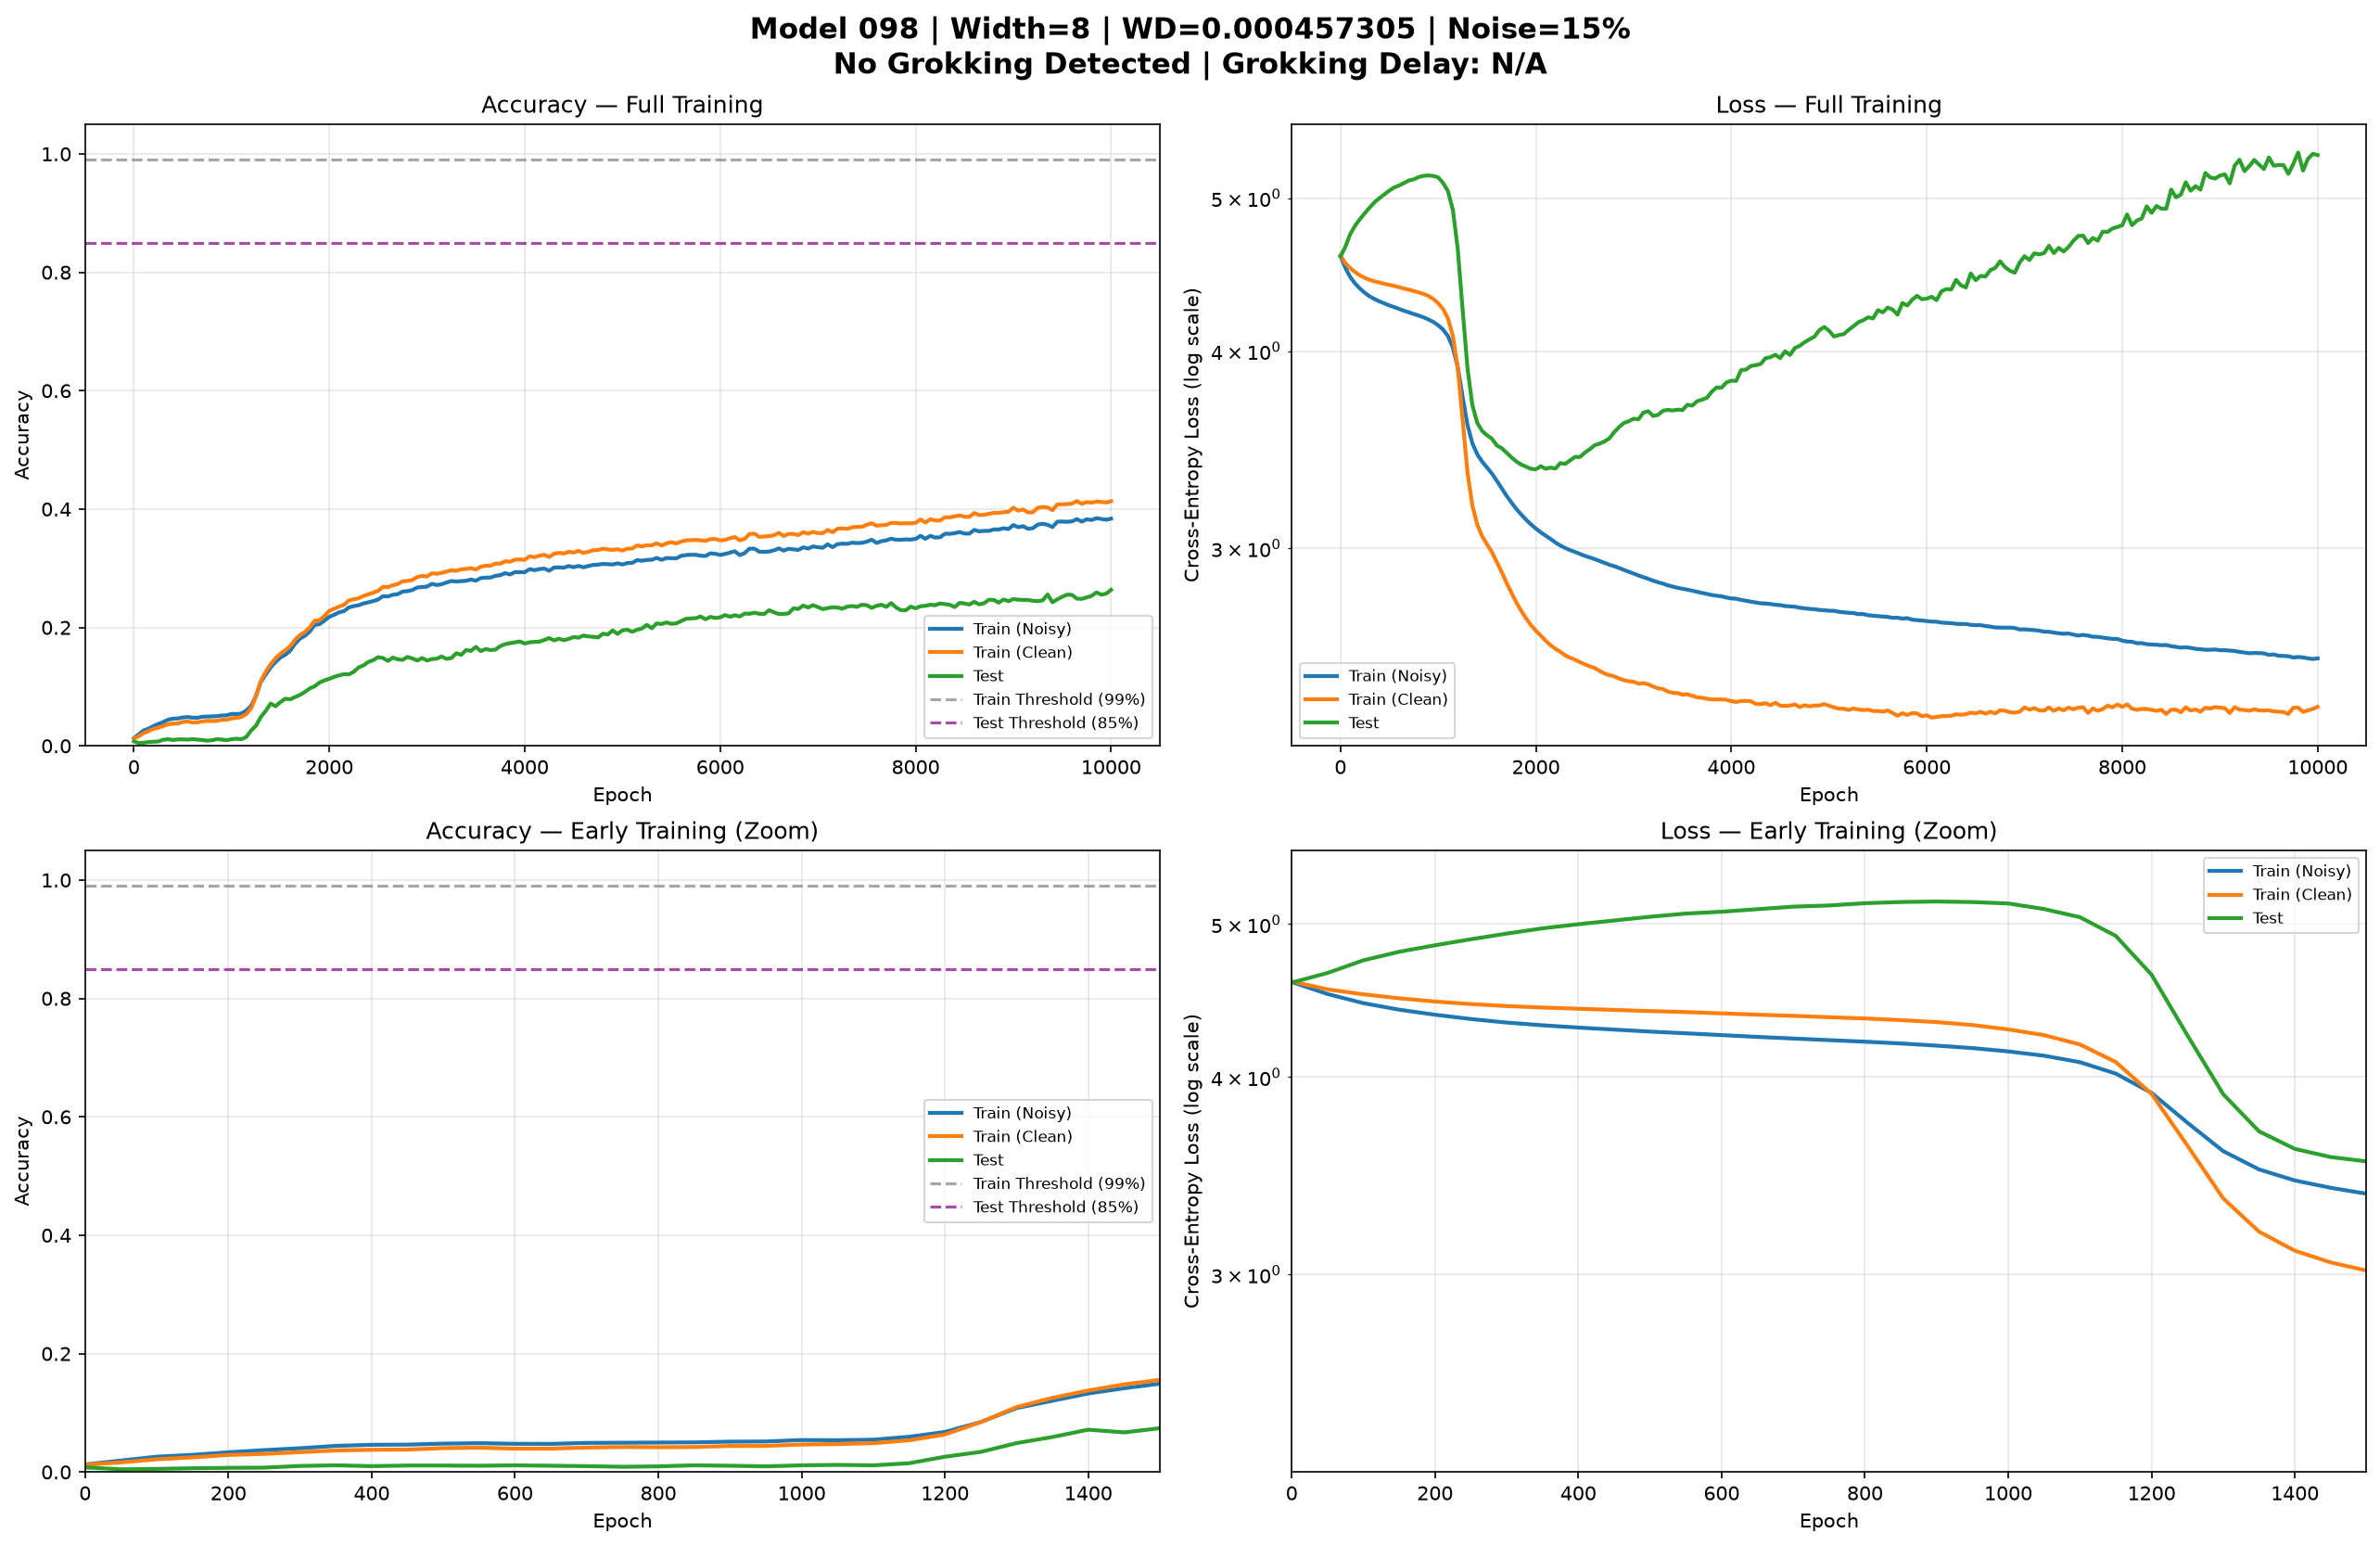 Model 098 | Width=8 | WD=0.000457305 | Noise=15%
No Grokking Detected | Grokking Delay: N/A
Accuracy — Full Training
Accuracy
1.0
0.8
0.6
0.4
0.2
0.0
0 2000 4000 6000 8000 10000
Epoch
Train (Noisy)
Train (Clean)
Test
Train Threshold (99%)
Test Threshold (85%)
Loss — Full Training
Cross-Entropy Loss (log scale)
5 × 10⁰
4 × 10⁰
3 × 10⁰
0 2000 4000 6000 8000 10000
Epoch
Train (Noisy)
Train (Clean)
Test
Accuracy — Early Training (Zoom)
Accuracy
1.0
0.8
0.6
0.4
0.2
0.0
0 200 400 600 800 1000 1200 1400
Epoch
Train (Noisy)
Train (Clean)
Test
Train Threshold (99%)
Test Threshold (85%)
Loss — Early Training (Zoom)
Cross-Entropy Loss (log scale)
5 × 10⁰
4 × 10⁰
3 × 10⁰
0 200 400 600 800 1000 1200 1400
Epoch
Train (Noisy)
Train (Clean)
Test